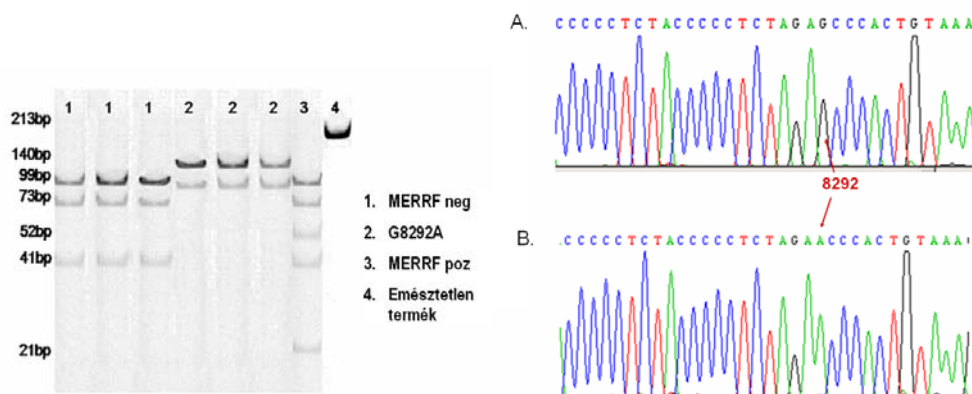 1 1 1 2 2 2 3 4
213bp
140bp
99bp
73bp
52bp
41bp
21bp
1. MERRF neg
2. G8292A
3. MERRF poz
4. Emésztetlen
termék
A. CCCCCTCTACCCCCTCTAGAGCCCACTGTAAA
8292
B. CCCCCTCTACCCCCTCTAGAACCCACTGTAAA